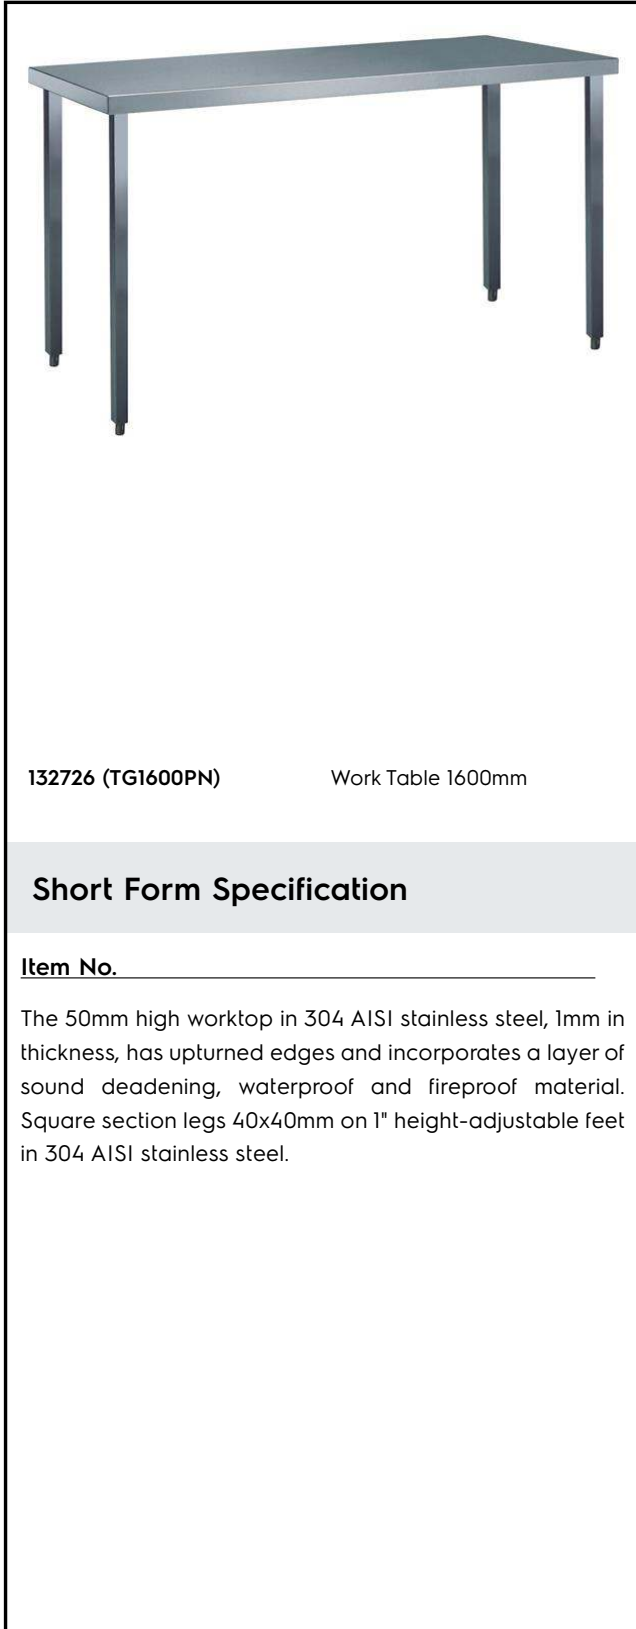 132726 (TG1600PN) Work Table 1600mm
Short Form Specification
Item No.
The 50mm high worktop in 304 AISI stainless steel, 1mm in
thickness, has upturned edges and incorporates a layer of
sound deadening, waterproof and fireproof material.
Square section legs 40x40mm on 1" height-adjustable feet
in 304 AISI stainless steel.